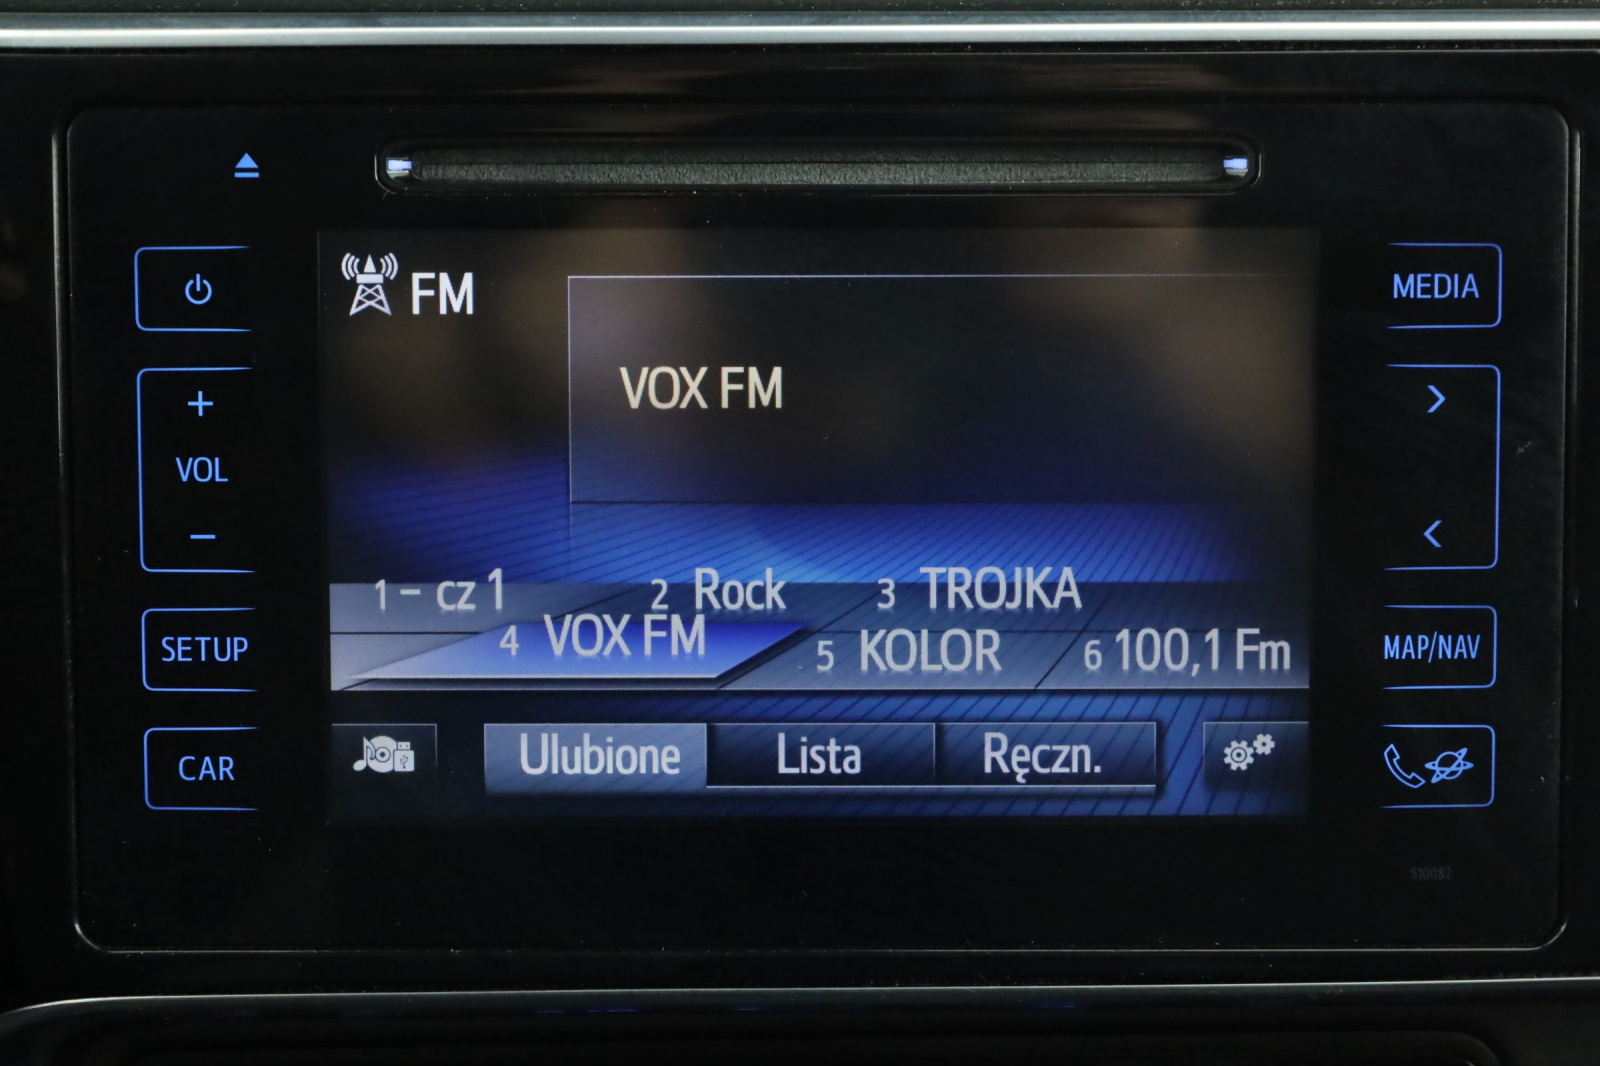 FM
MEDIA
VOX FM
+
VOL
−
1 - cz 1 2 Rock 3 TROJKA
4 VOX FM 5 KOLOR 6 100,1 Fm
SETUP
MAP/NAV
CAR
Ulubione Lista Ręczn.
510082